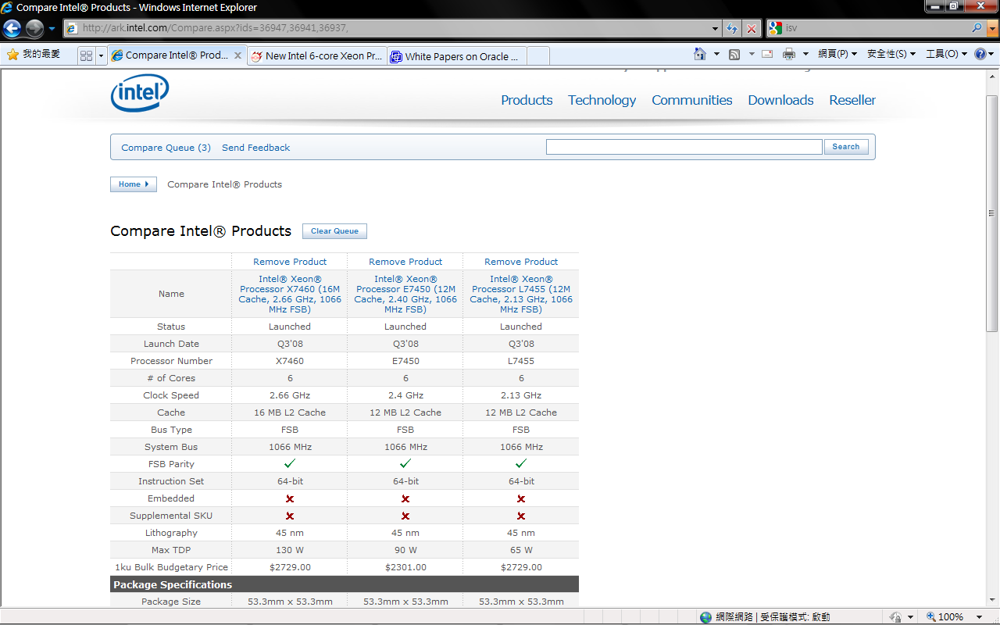 Compare Intel® Products - Windows Internet Explorer
http://ark.intel.com/Compare.aspx?ids=36947,36941,36937,
isv
我的最愛
Compare Intel® Prod...
New Intel 6-core Xeon Pr...
White Papers on Oracle ...
網頁(P)
安全性(S)
工具(O)
intel
Products Technology Communities Downloads Reseller
Compare Queue (3) Send Feedback
Search
Home Compare Intel® Products
Compare Intel® Products Clear Queue
Remove Product Remove Product Remove Product
Name
Intel® Xeon® Processor X7460 (16M Cache, 2.66 GHz, 1066 MHz FSB)
Intel® Xeon® Processor E7450 (12M Cache, 2.40 GHz, 1066 MHz FSB)
Intel® Xeon® Processor L7455 (12M Cache, 2.13 GHz, 1066 MHz FSB)
Status Launched Launched Launched
Launch Date Q3'08 Q3'08 Q3'08
Processor Number X7460 E7450 L7455
# of Cores 6 6 6
Clock Speed 2.66 GHz 2.4 GHz 2.13 GHz
Cache 16 MB L2 Cache 12 MB L2 Cache 12 MB L2 Cache
Bus Type FSB FSB FSB
System Bus 1066 MHz 1066 MHz 1066 MHz
FSB Parity
Instruction Set 64-bit 64-bit 64-bit
Embedded
Supplemental SKU
Lithography 45 nm 45 nm 45 nm
Max TDP 130 W 90 W 65 W
1ku Bulk Budgetary Price $2729.00 $2301.00 $2729.00
Package Specifications
Package Size 53.3mm x 53.3mm 53.3mm x 53.3mm 53.3mm x 53.3mm
網際網路 | 受保護模式: 啟動
100%